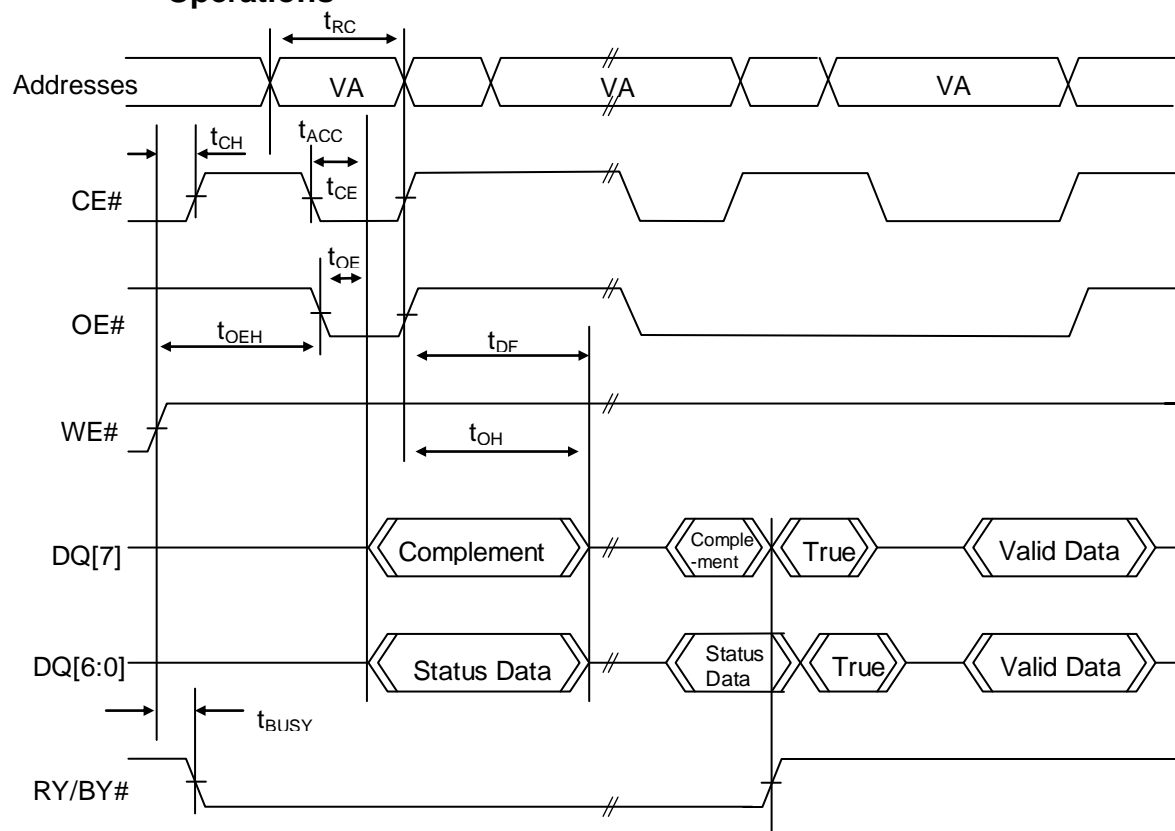 Operations
tRC
Addresses VA VA VA
tCH tACC
CE# tCE
tOE
OE#
tOEH tDF
WE#
tOH
DQ[7] Complement Comple
-ment True Valid Data
DQ[6:0] Status Data Status
Data True Valid Data
tBUSY
RY/BY#